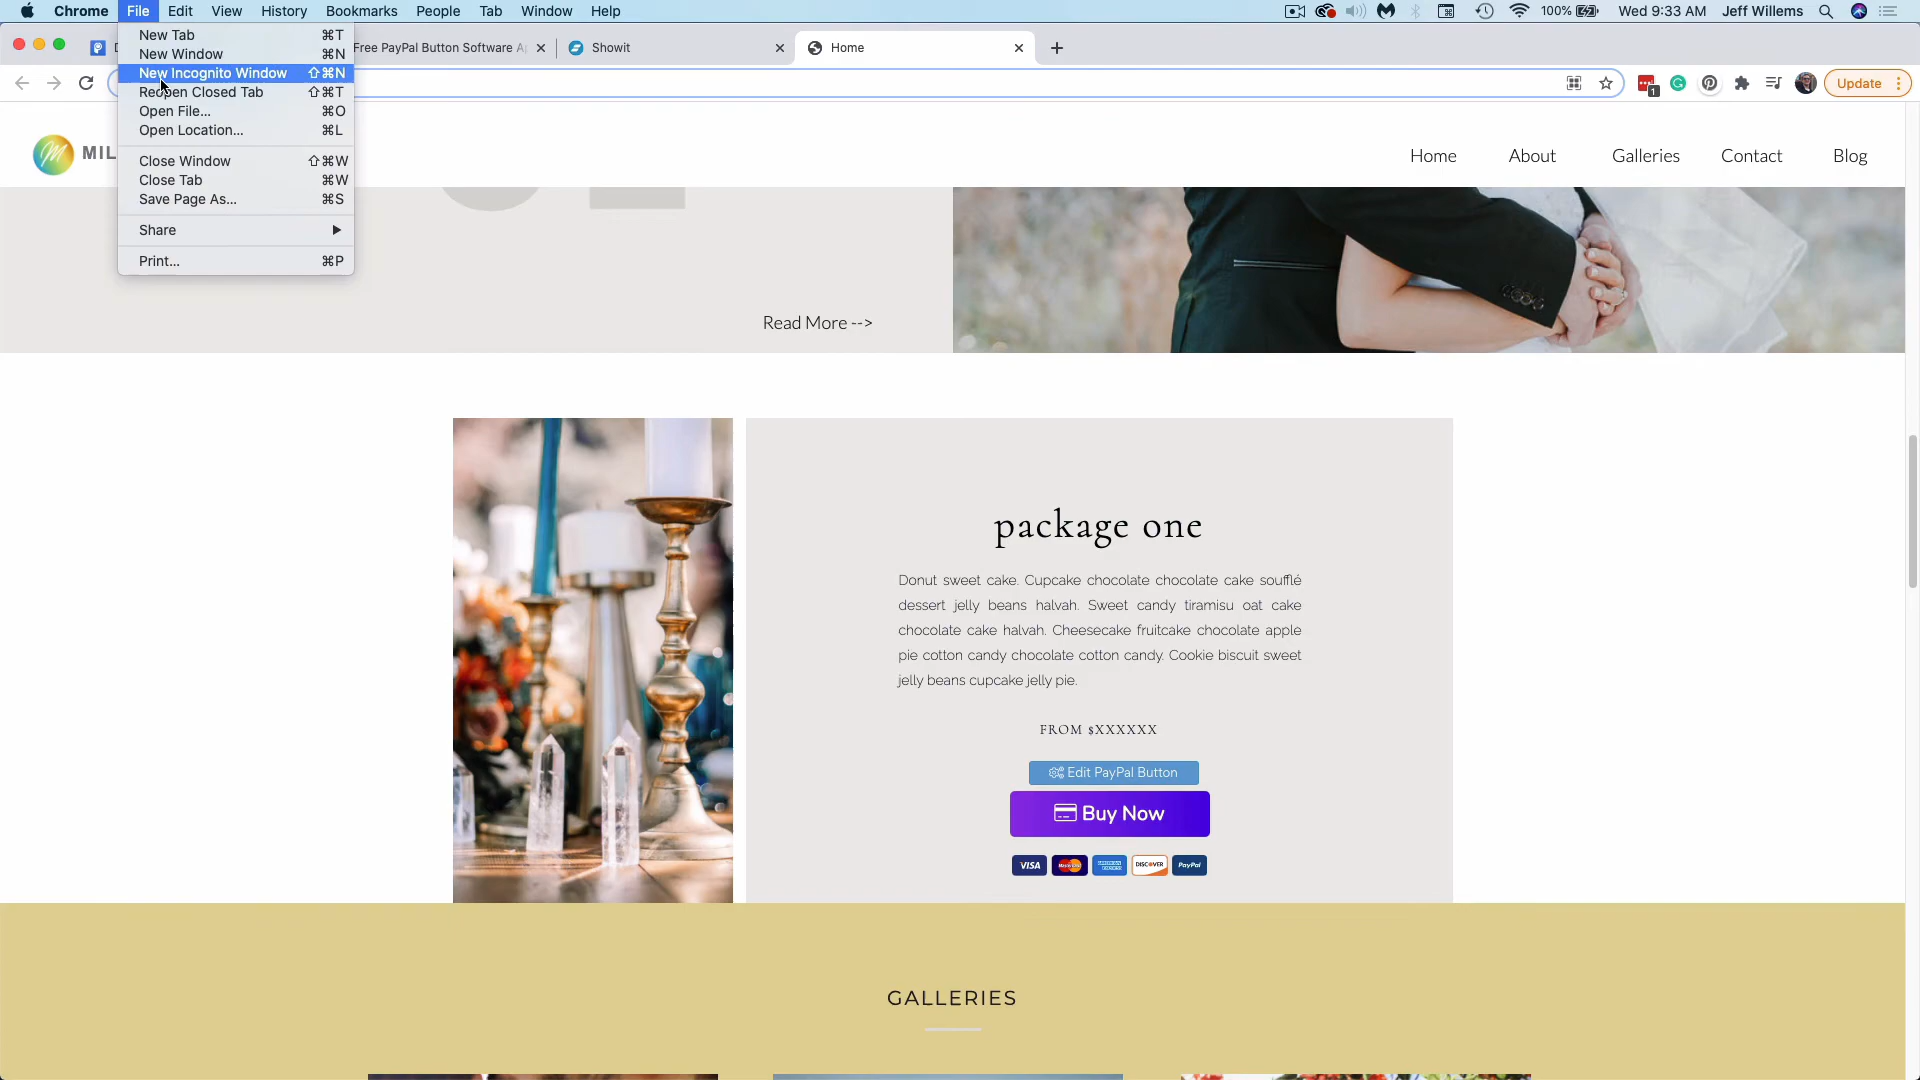 Chrome File Edit View History Bookmarks People Tab Window Help 100% Wed 9:33 AM Jeff Willems
Free PayPal Button Software A
Showit
Home
New Tab ⌘T
New Window ⌘N
New Incognito Window ⇧⌘N
Reopen Closed Tab ⇧⌘T
Open File... ⌘O
Open Location... ⌘L
Close Window ⇧⌘W
Close Tab ⌘W
Save Page As... ⌘S
Share
Print... ⌘P
1
Update
MIL
Home About Galleries Contact Blog
Read More -->
package one
Donut sweet cake. Cupcake chocolate chocolate cake soufflé
dessert jelly beans halvah. Sweet candy tiramisu oat cake
chocolate cake halvah. Cheesecake fruitcake chocolate apple
pie cotton candy chocolate cotton candy. Cookie biscuit sweet
jelly beans cupcake jelly pie.
FROM $XXXXXX
Edit PayPal Button
Buy Now
VISA MasterCard AMERICAN EXPRESS DISCOVER PayPal
GALLERIES